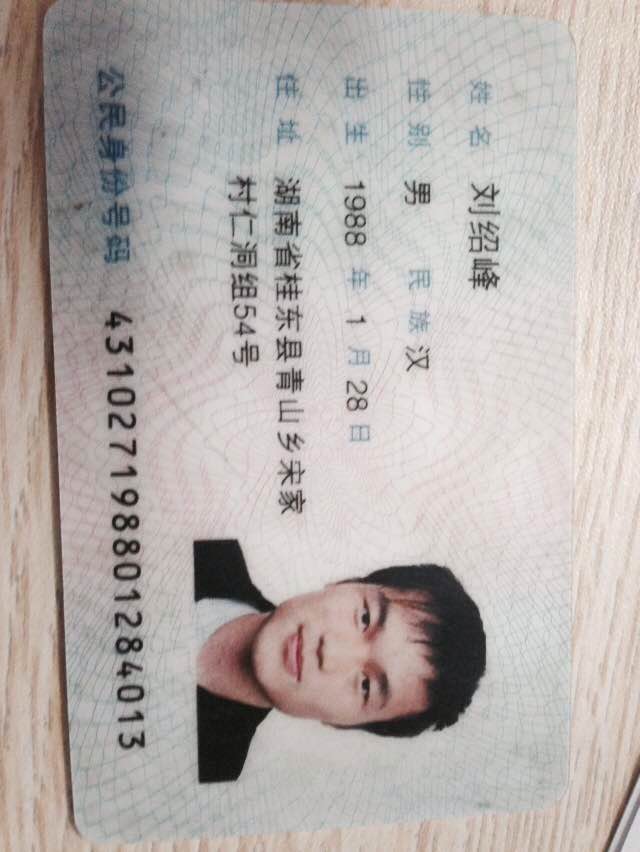 姓名 刘绍峰
性别 男 民族 汉
出生 1988 年 1 月 28 日
住址 湖南省桂东县青山乡宋家
村仁洞组54号
公民身份号码 431027198801284013